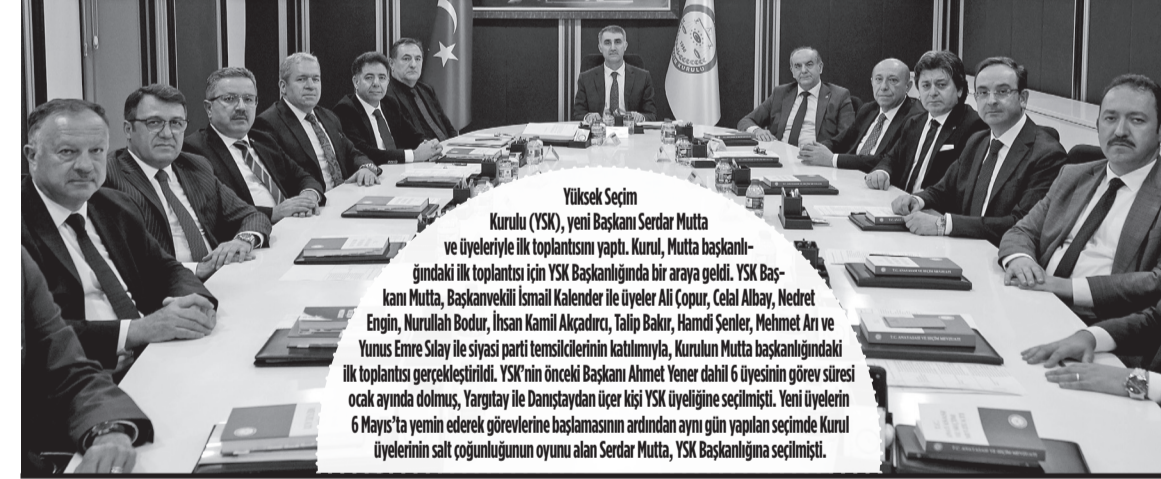 KURULU
Yüksek Seçim
Kurulu (YSK), yeni Başkanı Serdar Mutta
ve üyeleriyle ilk toplantısını yaptı. Kurul, Mutta başkanlı-
ğındaki ilk toplantısı için YSK Başkanlığında bir araya geldi. YSK Baş-
kanı Mutta, Başkanvekili İsmail Kalender ile üyeler Ali Çopur, Celal Albay, Nedret
Engin, Nurullah Bodur, İhsan Kamil Akçadırcı, Talip Bakır, Hamdi Şenler, Mehmet Arı ve
Yunus Emre Sılay ile siyasi parti temsilcilerinin katılımıyla, Kurulun Mutta başkanlığındaki
ilk toplantısı gerçekleştirildi. YSK’nin önceki Başkanı Ahmet Yener dahil 6 üyesinin görev süresi
ocak ayında dolmuş, Yargıtay ile Danıştaydan üçer kişi YSK üyeliğine seçilmişti. Yeni üyelerin
6 Mayıs’ta yemin ederek görevlerine başlamasının ardından aynı gün yapılan seçimde Kurul
üyelerinin salt çoğunluğunun oyunu alan Serdar Mutta, YSK Başkanlığına seçilmişti.